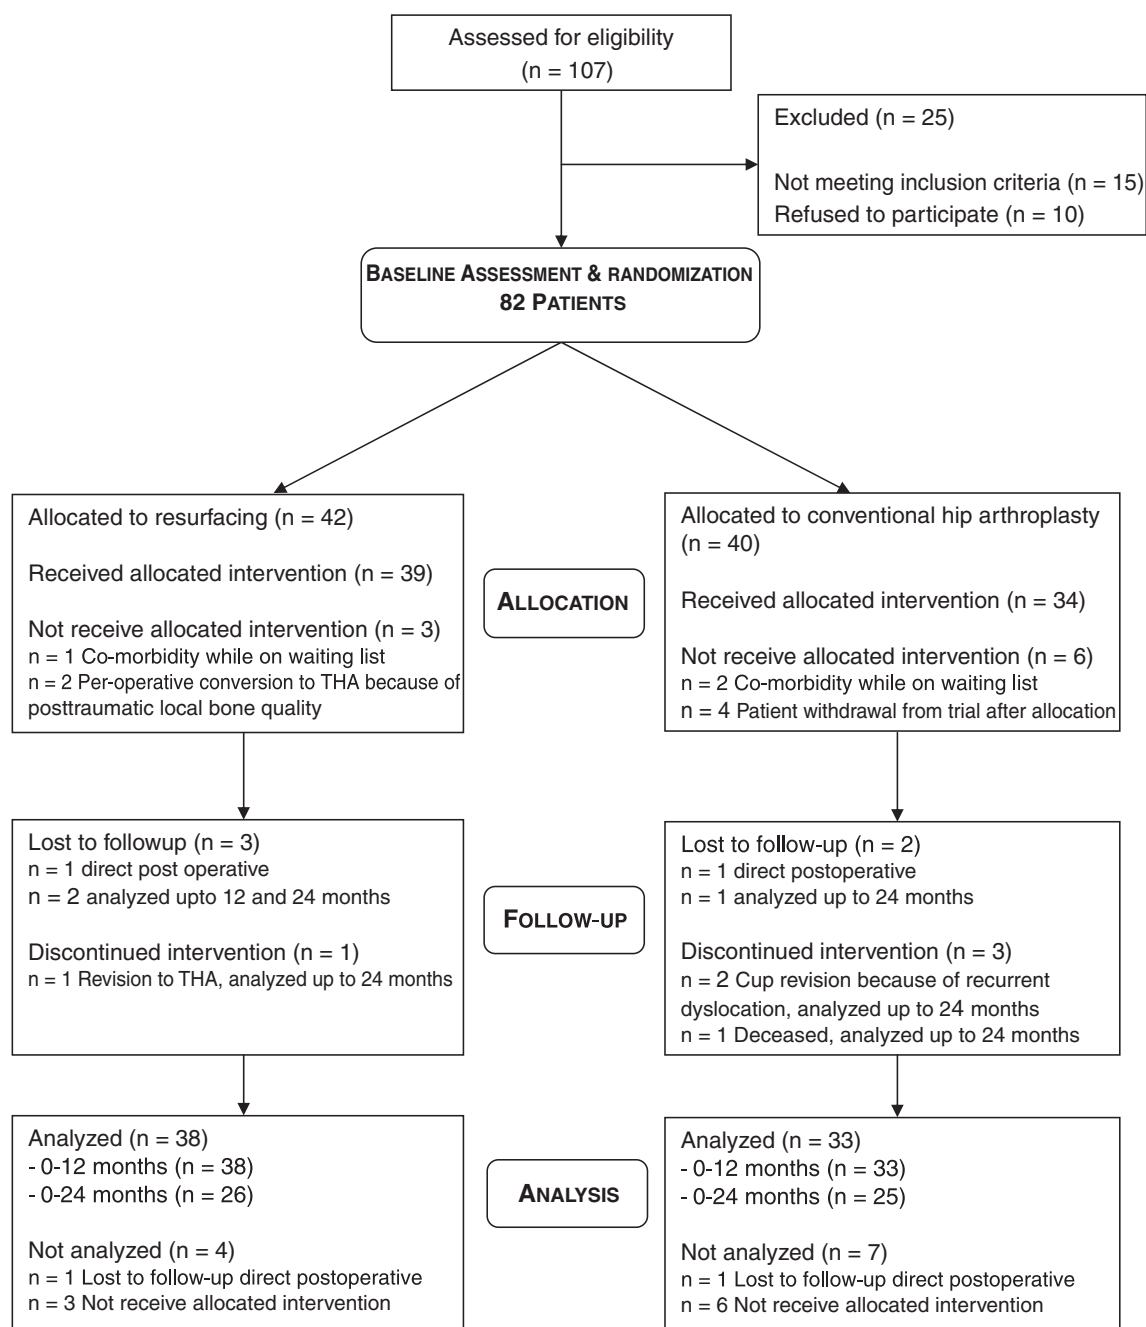 Assessed for eligibility
(n = 107)
Excluded (n = 25)
Not meeting inclusion criteria (n = 15)
Refused to participate (n = 10)
BASELINE ASSESSMENT & RANDOMIZATION
82 PATIENTS
Allocated to resurfacing (n = 42)
Received allocated intervention (n = 39)
Not receive allocated intervention (n = 3)
n = 1 Co-morbidity while on waiting list
n = 2 Per-operative conversion to THA because of
posttraumatic local bone quality
ALLOCATION
Allocated to conventional hip arthroplasty
(n = 40)
Received allocated intervention (n = 34)
Not receive allocated intervention (n = 6)
n = 2 Co-morbidity while on waiting list
n = 4 Patient withdrawal from trial after allocation
Lost to followup (n = 3)
n = 1 direct post operative
n = 2 analyzed upto 12 and 24 months
Discontinued intervention (n = 1)
n = 1 Revision to THA, analyzed up to 24 months
FOLLOW-UP
Lost to follow-up (n = 2)
n = 1 direct postoperative
n = 1 analyzed up to 24 months
Discontinued intervention (n = 3)
n = 2 Cup revision because of recurrent
dyslocation, analyzed up to 24 months
n = 1 Deceased, analyzed up to 24 months
Analyzed (n = 38)
- 0-12 months (n = 38)
- 0-24 months (n = 26)
Not analyzed (n = 4)
n = 1 Lost to follow-up direct postoperative
n = 3 Not receive allocated intervention
ANALYSIS
Analyzed (n = 33)
- 0-12 months (n = 33)
- 0-24 months (n = 25)
Not analyzed (n = 7)
n = 1 Lost to follow-up direct postoperative
n = 6 Not receive allocated intervention